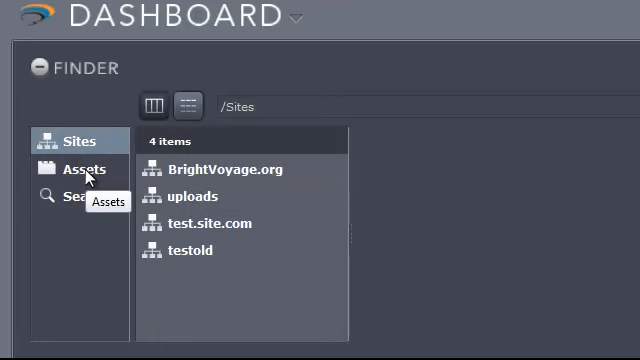 DASHBOARD
FINDER
/Sites
Sites
4 items
Assets
BrightVoyage.org
Assets
uploads
test.site.com
testold